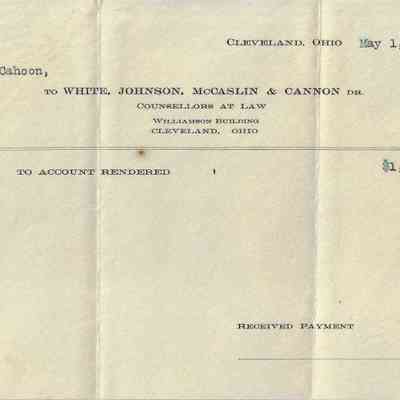 CLEVELAND, OHIO May 1,
Cahoon,
TO WHITE, JOHNSON, McCASLIN & CANNON DR.
COUNSELLORS AT LAW
WILLIAMSON BUILDING
CLEVELAND, OHIO
TO ACCOUNT RENDERED $1,
RECEIVED PAYMENT